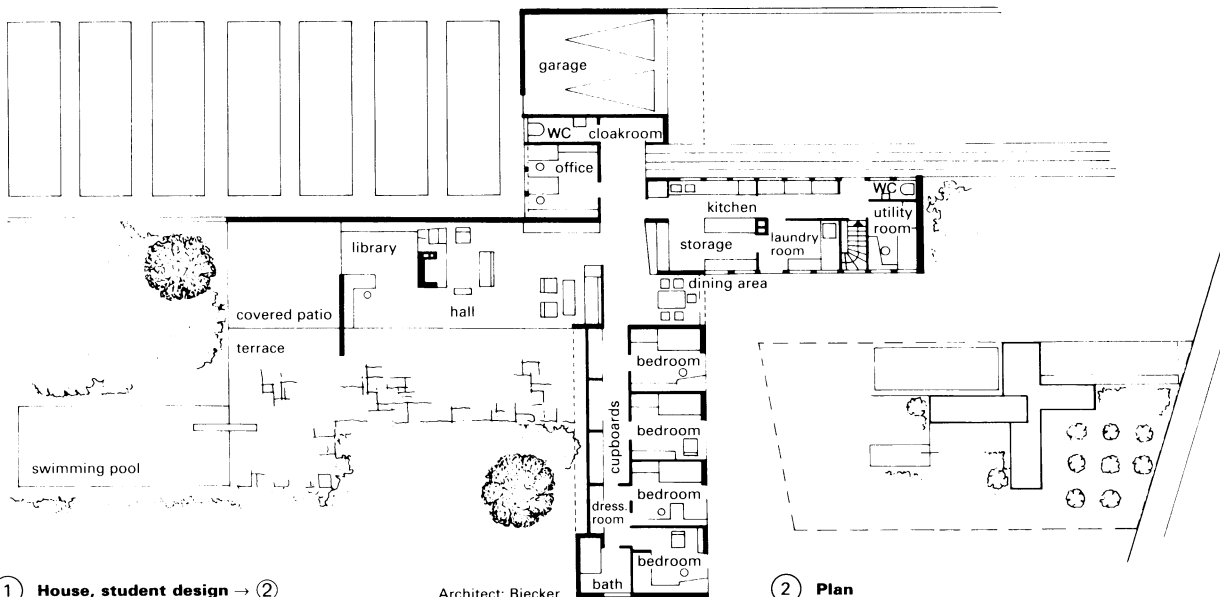 garage
WC
cloakroom
office
WC
kitchen
utility
room
library
storage
laundry
room
dining area
hall
covered patio
terrace
bedroom
cupboards
bedroom
swimming pool
bedroom
dress.
room
bedroom
bath
1 House, student design → 2
Architect: Biecker
2 Plan